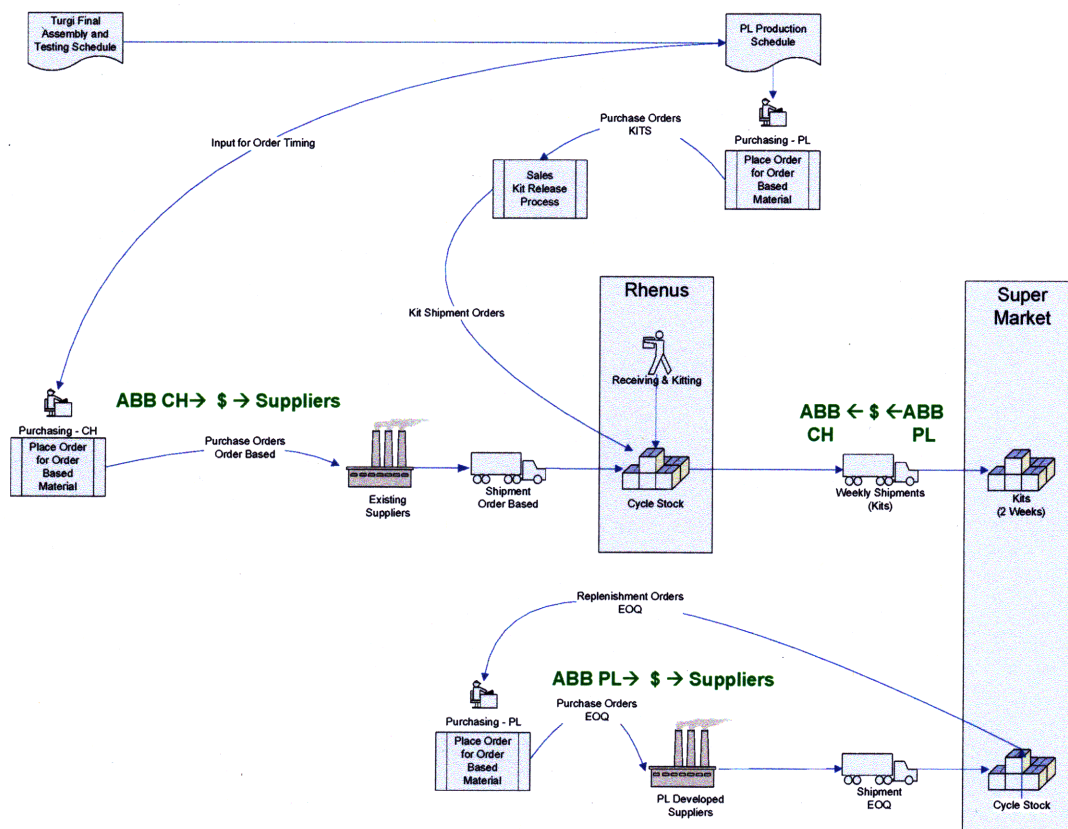 Turgi Final
Assembly and
Testing Schedule
PL Production
Schedule
Purchase Orders
KITS
Purchasing - PL
Input for Order Timing
Sales
Kit Release
Process
Place Order
for Order
Based
Material
Rhenus
Super
Market
Kit Shipment Orders
Receiving & Kitting
ABB CH→ $ → Suppliers
ABB ← $ ←ABB
CH PL
Purchasing - CH
Place Order
for Order
Based
Material
Purchase Orders
Order Based
Existing
Suppliers
Shipment
Order Based
Cycle Stock
Weekly Shipments
(Kits)
Kits
(2 Weeks)
Replenishment Orders
EOQ
ABB PL→ $ → Suppliers
Purchase Orders
EOQ
Purchasing - PL
Place Order
for Order
Based
Material
PL Developed
Suppliers
Shipment
EOQ
Cycle Stock